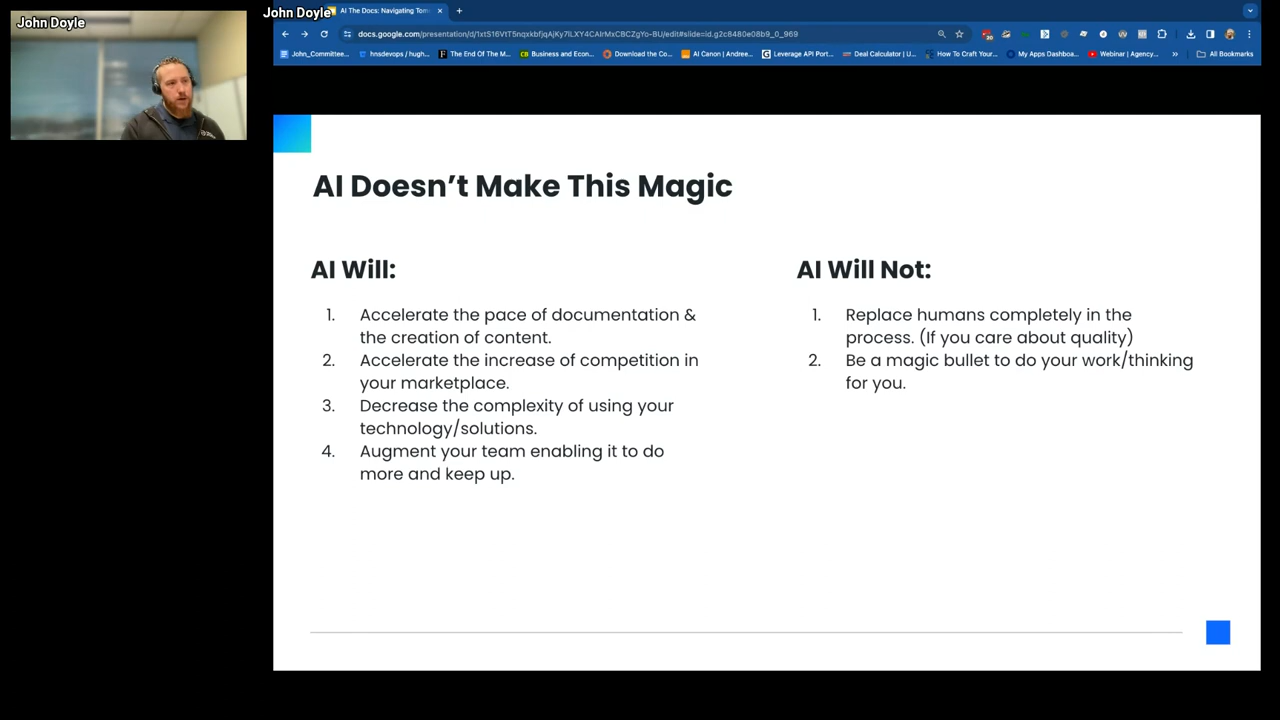 John Doyle
John Doyle
AI The Docs: Navigating Tom
docs.google.com/presentation/d/
John_Committee...
hnsdevops / hugh...
The End Of The M
Business and Econ...
Download the Co...
AI Canon | Andree...
Leverage API Port...
Deal Calculator | U...
How To Craft Your...
My Apps Dashboa...
Webinar | Agency...
»
All Bookmarks
AI Doesn’t Make This Magic
AI Will:
1. Accelerate the pace of documentation &
the creation of content.
2. Accelerate the increase of competition in
your marketplace.
3. Decrease the complexity of using your
technology/solutions.
4. Augment your team enabling it to do
more and keep up.
AI Will Not:
1. Replace humans completely in the
process. (If you care about quality)
2. Be a magic bullet to do your work/thinking
for you.